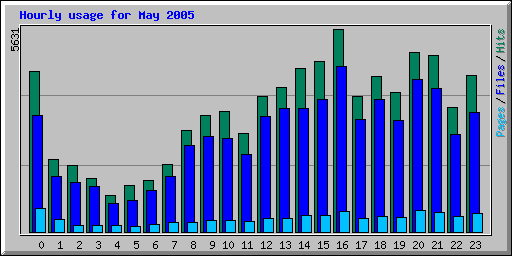 Hourly usage for May 2005
5631
Pages / Files / Hits
0 1 2 3 4 5 6 7 8 9 10 11 12 13 14 15 16 17 18 19 20 21 22 23